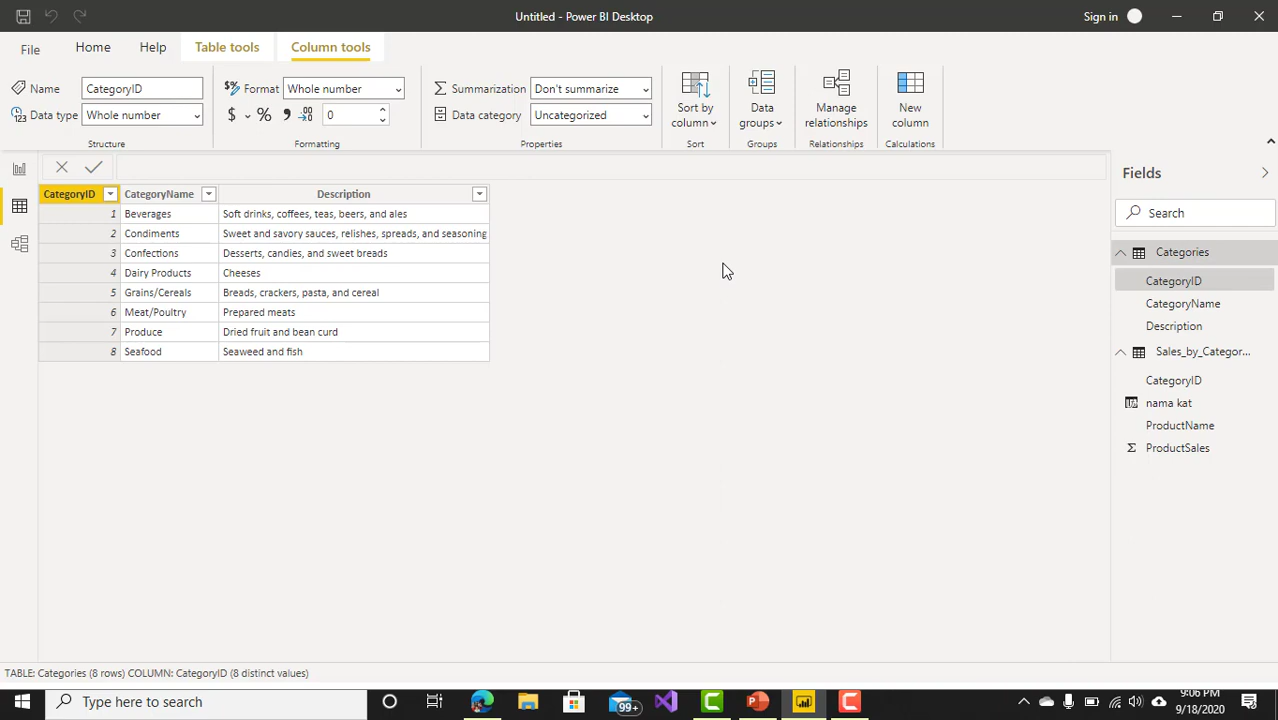 Untitled - Power BI Desktop
Sign in
File
Home
Help
Table tools
Column tools
Name
CategoryID
Data type
Whole number
Structure
Format
Whole number
$
%
0
Formatting
Summarization
Don't summarize
Data category
Uncategorized
Properties
Sort by
column
Sort
Data
groups
Groups
Manage
relationships
Relationships
New
column
Calculations
CategoryID
CategoryName
Description
1 Beverages Soft drinks, coffees, teas, beers, and ales
2 Condiments Sweet and savory sauces, relishes, spreads, and seasoning
3 Confections Desserts, candies, and sweet breads
4 Dairy Products Cheeses
5 Grains/Cereals Breads, crackers, pasta, and cereal
6 Meat/Poultry Prepared meats
7 Produce Dried fruit and bean curd
8 Seafood Seaweed and fish
Fields
Search
Categories
CategoryID
CategoryName
Description
Sales_by_Categor...
CategoryID
nama kat
ProductName
Σ ProductSales
TABLE: Categories (8 rows) COLUMN: CategoryID (8 distinct values)
Type here to search
99+
9:06 PM
9/18/2020